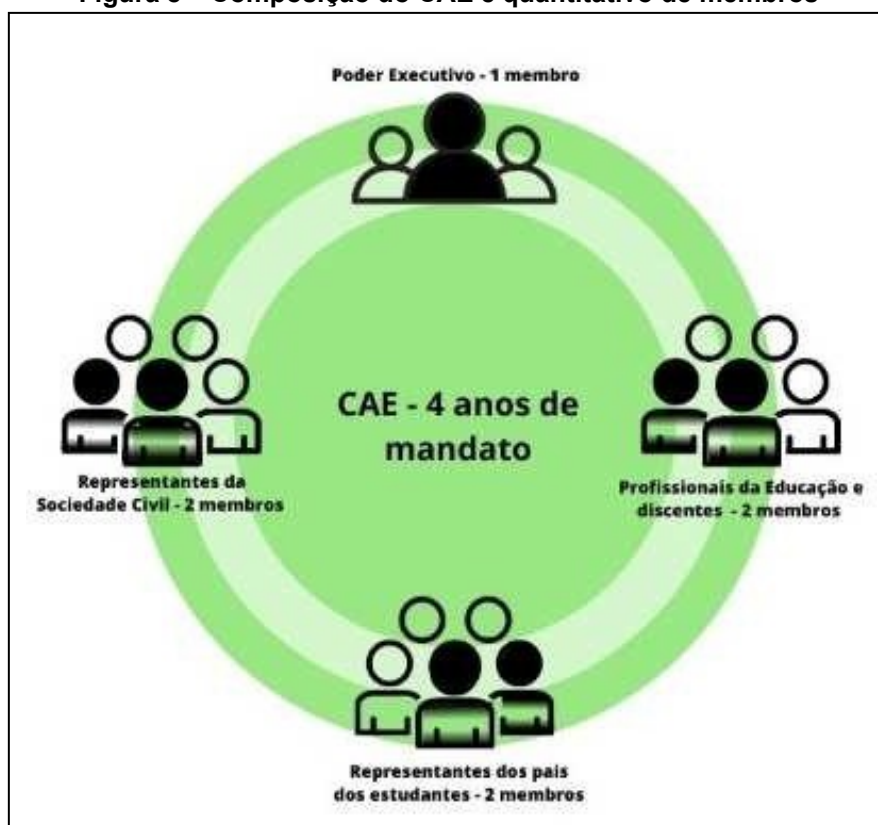 Poder Executivo - 1 membro
CAE - 4 anos de
mandato
Representantes da
Sociedade Civil - 2 membros
Profissionais da Educação e
discentes - 2 membros
Representantes dos pais
dos estudantes - 2 membros